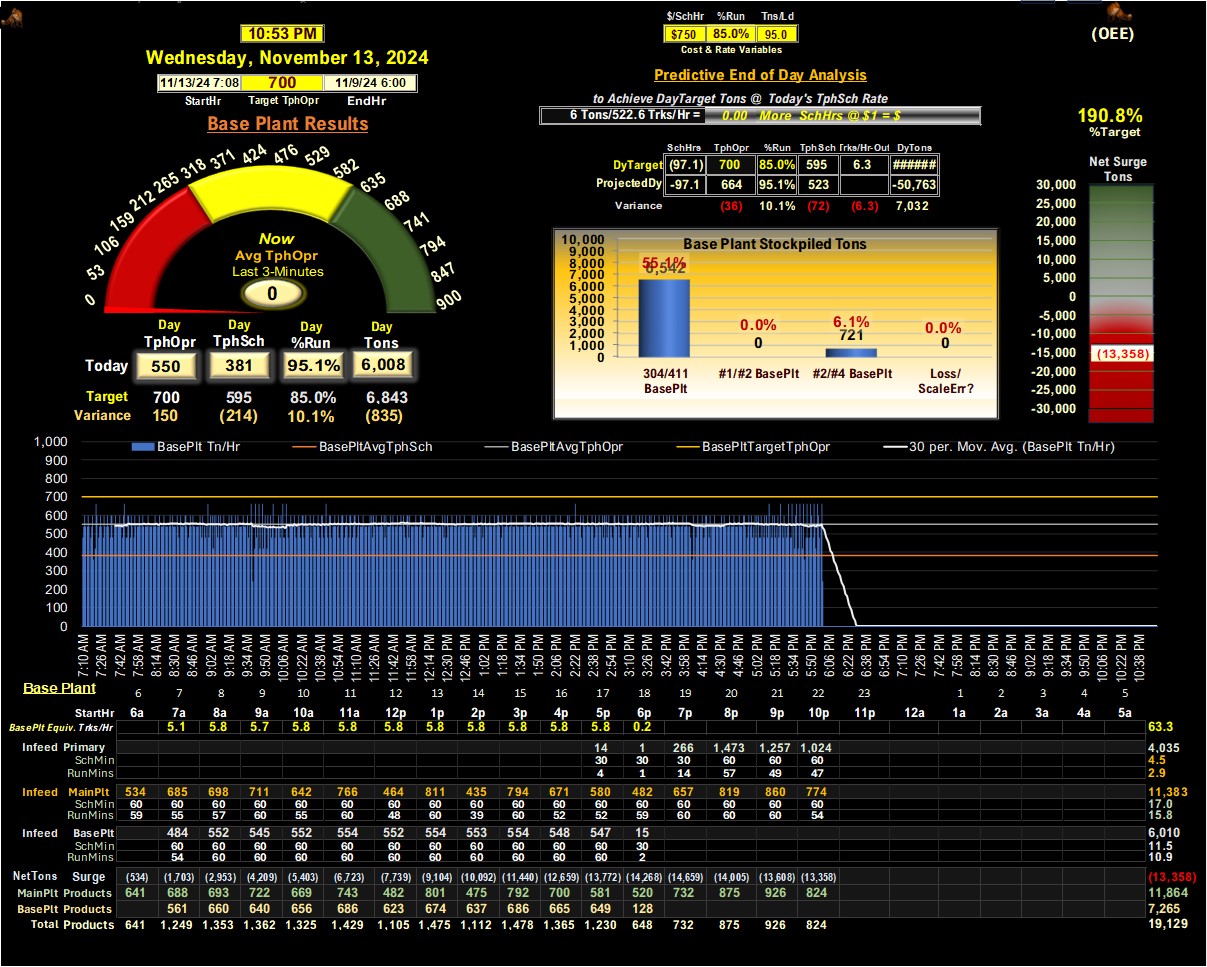 10:53 PM
Wednesday, November 13, 2024
11/13/24 7:08 700 11/9/24 6:00
StartHr Target TphOpr EndHr
Base Plant Results
$/SchHr %Run Tns/Ld
$750 85.0% 95.0
Cost & Rate Variables
(OEE)
Predictive End of Day Analysis
to Achieve DayTarget Tons @ Today's TphSch Rate
6 Tons/522.6 Trks/Hr = 0.00 More SchHrs @ $1 = $
190.8%
%Target
SchHrs TphOpr %Run TphSch Trks/Hr-Out DyTons
DyTarget (97.1) 700 85.0% 595 6.3 ######
ProjectedDy -97.1 664 95.1% 523 -50,763
Variance (36) 10.1% (72) (6.3) 7,032
Net Surge
Tons
30,000
25,000
20,000
15,000
10,000
5,000
0
-5,000
-10,000
-15,000
-20,000
-25,000
-30,000
(13,358)
0 53 106 159 212 265 318 371 424 476 529 582 635 688 741 794 847 900
Now
Avg TphOpr
Last 3-Minutes
0
Day Day Day Day
TphOpr TphSch %Run Tons
Today 550 381 95.1% 6,008
Target 700 595 85.0% 6,843
Variance 150 (214) 10.1% (835)
Base Plant Stockpiled Tons
10,000
9,000
8,000
7,000
6,000
5,000
4,000
3,000
2,000
1,000
0
55.1% 0.0% 6.1% 0.0%
6,542 0 721 0
304/411 BasePlt
#1/#2 BasePlt
#2/#4 BasePlt
Loss/ ScaleErr?
BasePlt Tn/Hr BasePltAvgTphSch BasePltAvgTphOpr BasePltTargetTphOpr 30 per. Mov. Avg. (BasePlt Tn/Hr)
1,000
900
800
700
600
500
400
300
200
100
0
7:10 AM 7:26 AM 7:42 AM 7:58 AM 8:14 AM 8:30 AM 8:46 AM 9:02 AM 9:18 AM 9:34 AM 9:50 AM 10:06 AM 10:22 AM 10:38 AM 10:54 AM 11:10 AM 11:26 AM 11:42 AM 11:58 AM 12:14 PM 12:30 PM 12:46 PM 1:02 PM 1:18 PM 1:34 PM 1:50 PM 2:06 PM 2:22 PM 2:38 PM 2:54 PM 3:10 PM 3:26 PM 3:42 PM 3:58 PM 4:14 PM 4:30 PM 4:46 PM 5:02 PM 5:18 PM 5:34 PM 5:50 PM 6:06 PM 6:22 PM 6:38 PM 6:54 PM 7:10 PM 7:26 PM 7:42 PM 7:58 PM 8:14 PM 8:30 PM 8:46 PM 9:02 PM 9:18 PM 9:34 PM 9:50 PM 10:06 PM 10:22 PM 10:38 PM
Base Plant 6 7 8 9 10 11 12 13 14 15 16 17 18 19 20 21 22 23 1 2 3 4 5
StartHr 6a 7a 8a 9a 10a 11a 12p 1p 2p 3p 4p 5p 6p 7p 8p 9p 10p 11p 12a 1a 2a 3a 4a 5a
BasePlt Equiv. Trks/Hr 5.1 5.8 5.7 5.8 5.8 5.8 5.8 5.8 5.8 5.8 5.8 0.2 63.3
Infeed Primary 14 1 266 1,473 1,257 1,024 4,035
SchMin 30 30 30 60 60 60 4.5
RunMins 4 1 14 57 49 47 2.9
Infeed MainPlt 534 685 698 711 642 766 464 811 435 794 671 580 482 657 819 860 774 11,383
SchMin 60 60 60 60 60 60 60 60 60 60 60 60 60 60 60 60 60 17.0
RunMins 59 55 57 60 55 60 48 60 39 60 52 52 59 60 60 60 54 15.8
Infeed BasePlt 484 552 545 552 554 552 554 553 554 548 547 15 6,010
SchMin 60 60 60 60 60 60 60 60 60 60 60 30 11.5
RunMins 54 60 60 60 60 60 60 60 60 60 60 2 10.9
NetTons Surge (534) (1,703) (2,953) (4,209) (5,403) (6,723) (7,739) (9,104) (10,092) (11,440) (12,659) (13,772) (14,268) (14,659) (14,005) (13,608) (13,358) (13,358)
MainPlt Products 641 688 693 722 669 743 482 801 475 792 700 581 520 732 875 926 824 11,864
BasePlt Products 561 660 640 656 686 623 674 637 686 665 649 128 7,265
Total Products 641 1,249 1,353 1,362 1,325 1,429 1,105 1,475 1,112 1,478 1,365 1,230 648 732 875 926 824 19,129